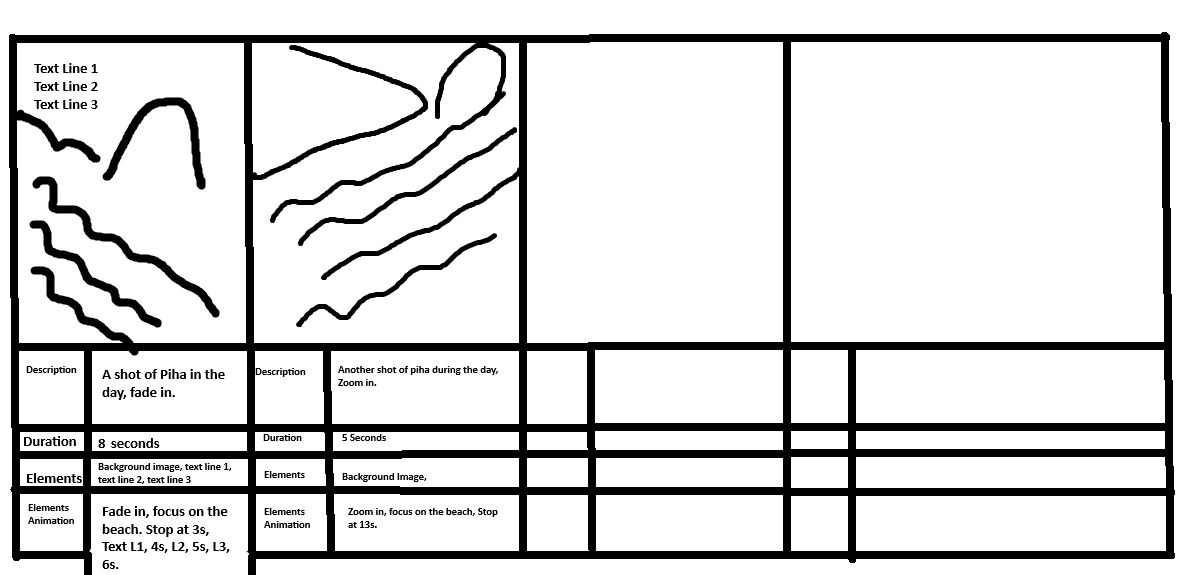 Text Line 1
Text Line 2
Text Line 3
Description
A shot of Piha in the
day, fade in.
Description
Another shot of piha during the day,
Zoom in.
Duration
8 seconds
Duration
5 Seconds
Elements
Background image, text line 1,
text line 2, text line 3
Elements
Background Image,
Elements
Animation
Fade in, focus on the
beach. Stop at 3s,
Text L1, 4s, L2, 5s, L3,
6s.
Elements
Animation
Zoom in, focus on the beach, Stop
at 13s.